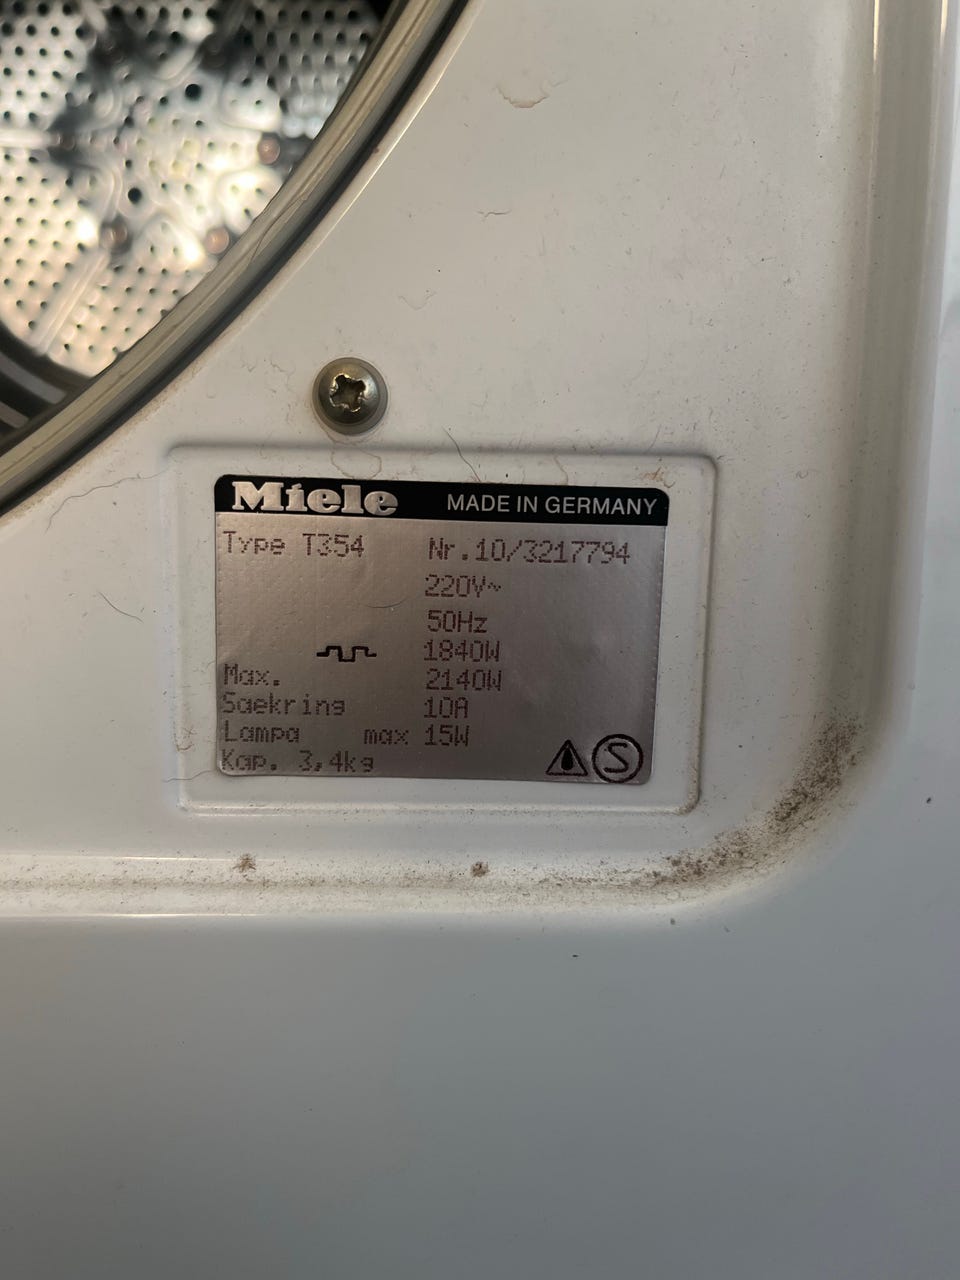 Miele MADE IN GERMANY
Type T354 Nr.10/3217794
220V~
50Hz
1840W
Max. 2140W
Saekring 10A
Lampa max 15W
Kap. 3,4kg
S